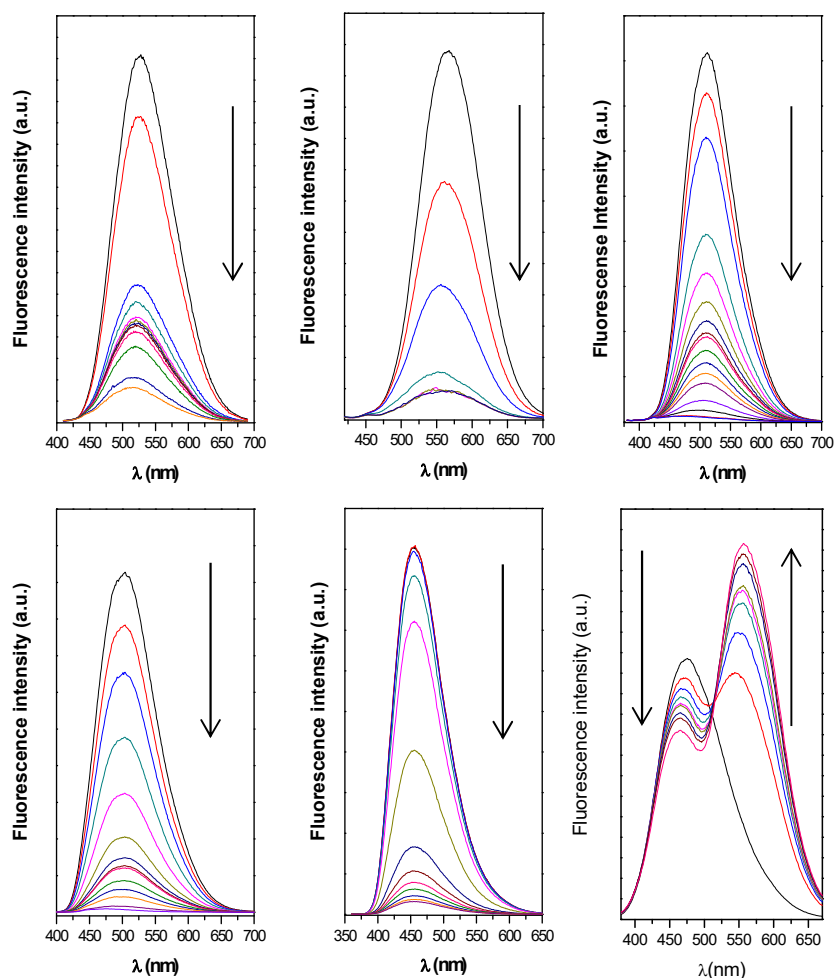 Fluorescence intensity (a.u.)
400 450 500 550 600 650 700
λ (nm)
Fluorescence intensity (a.u.)
450 500 550 600 650 700
λ (nm)
Fluorescense Intensity (a.u.)
400 450 500 550 600 650 700
λ (nm)
Fluorescence intensity (a.u.)
400 450 500 550 600 650 700
λ (nm)
Fluorescence intensity (a.u.)
350 400 450 500 550 600 650
λ (nm)
Fluorescence intensity (a.u.)
400 450 500 550 600 650
λ(nm)